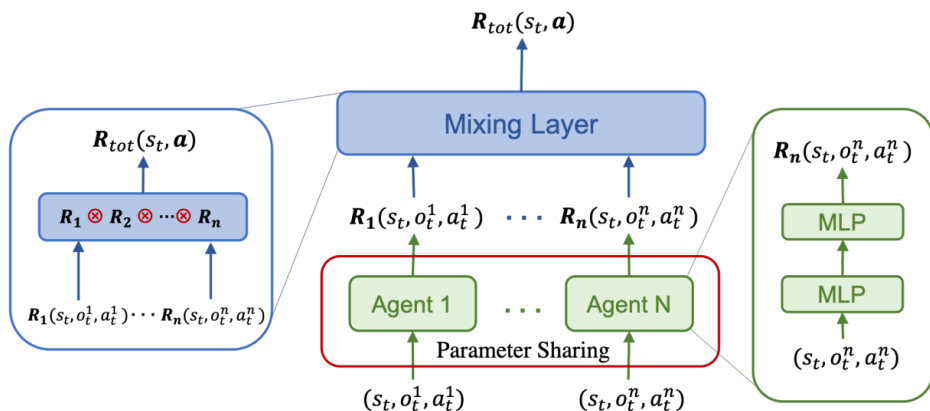 R_tot(s_t, a)
Mixing Layer
R_1(s_t, o_t^1, a_t^1) · · · R_n(s_t, o_t^n, a_t^n)
Agent 1 · · · Agent N
Parameter Sharing
(s_t, o_t^1, a_t^1) (s_t, o_t^n, a_t^n)
R_tot(s_t, a)
R_1 ⊗ R_2 ⊗ ··· ⊗ R_n
R_1(s_t, o_t^1, a_t^1) ··· R_n(s_t, o_t^n, a_t^n)
R_n(s_t, o_t^n, a_t^n)
MLP
MLP
(s_t, o_t^n, a_t^n)